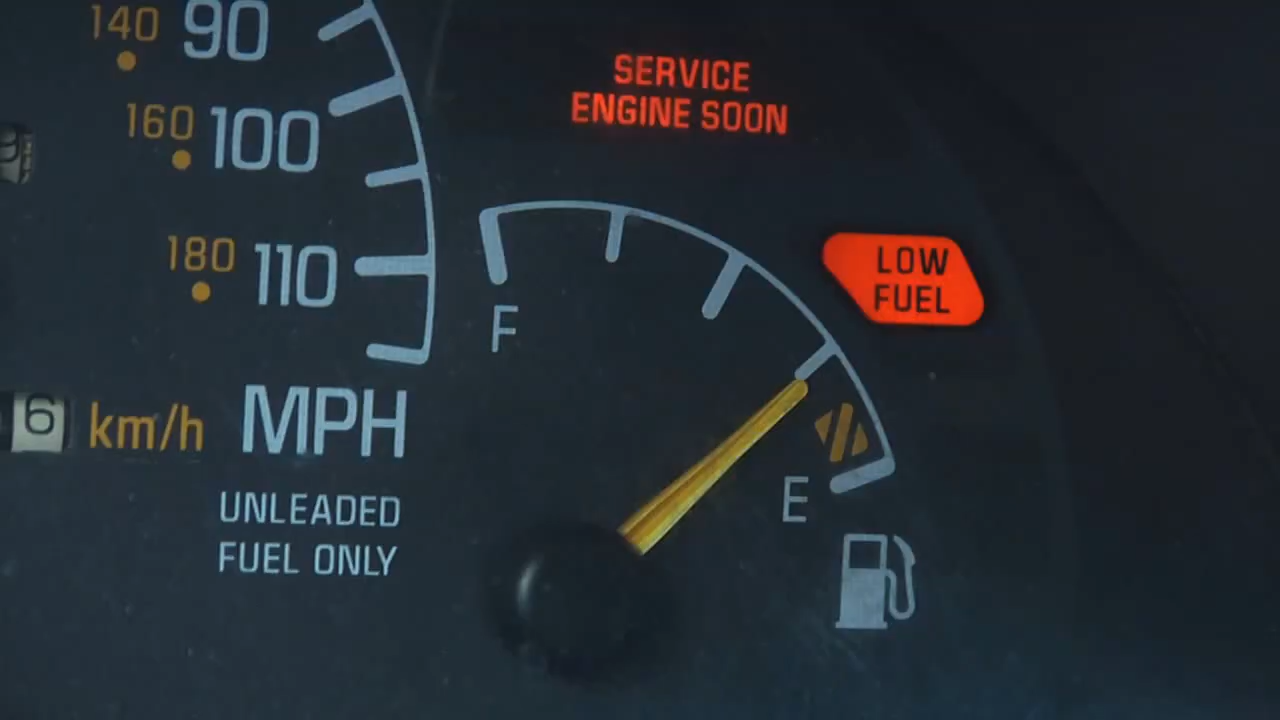 140 90
160 100
180 110
6 km/h MPH
UNLEADED
FUEL ONLY
SERVICE
ENGINE SOON
LOW
FUEL
F
E